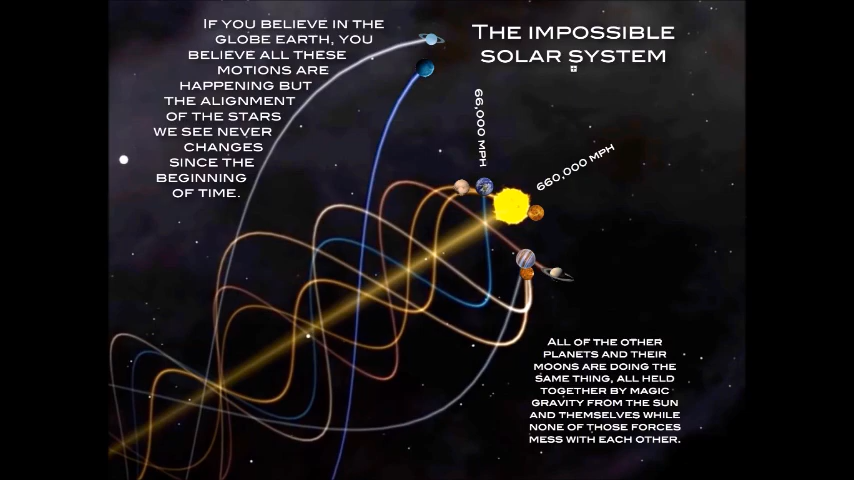 If you believe in the
globe Earth, you
believe all these
motions are
happening but
the alignment
of the stars
we see never
changes
since the
beginning
of time.
The impossible
solar system
66,000 mph
660,000 mph
All of the other
planets and their
moons are doing the
same thing, all held
together by magic
gravity from the sun
and themselves while
none of those forces
mess with each other.